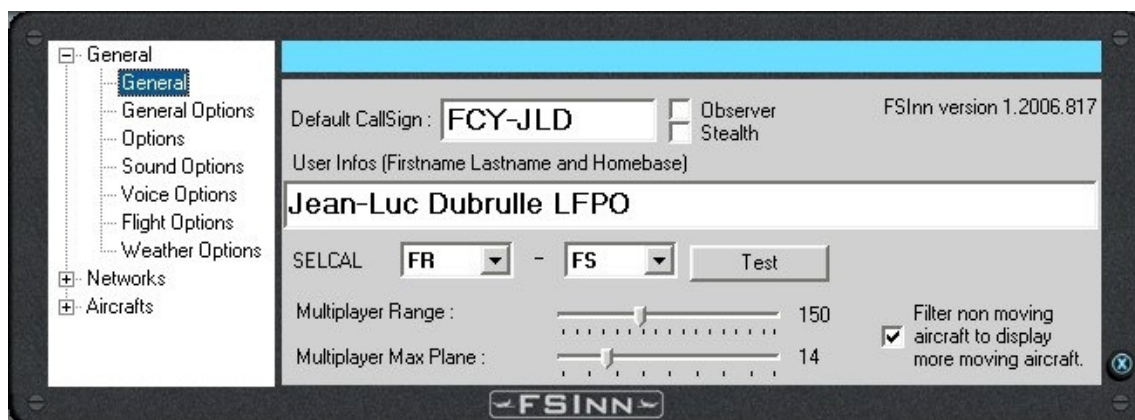 General
General
General Options
Options
Sound Options
Voice Options
Flight Options
Weather Options
Networks
Aircrafts
Default CallSign : FCY-JLD
Observer
Stealth
FSInn version 1.2006.817
User Infos (Firstname Lastname and Homebase)
Jean-Luc Dubrulle LFPO
SELCAL FR - FS Test
Multiplayer Range : 150
Multiplayer Max Plane : 14
Filter non moving
aircraft to display
more moving aircraft.
FSINN